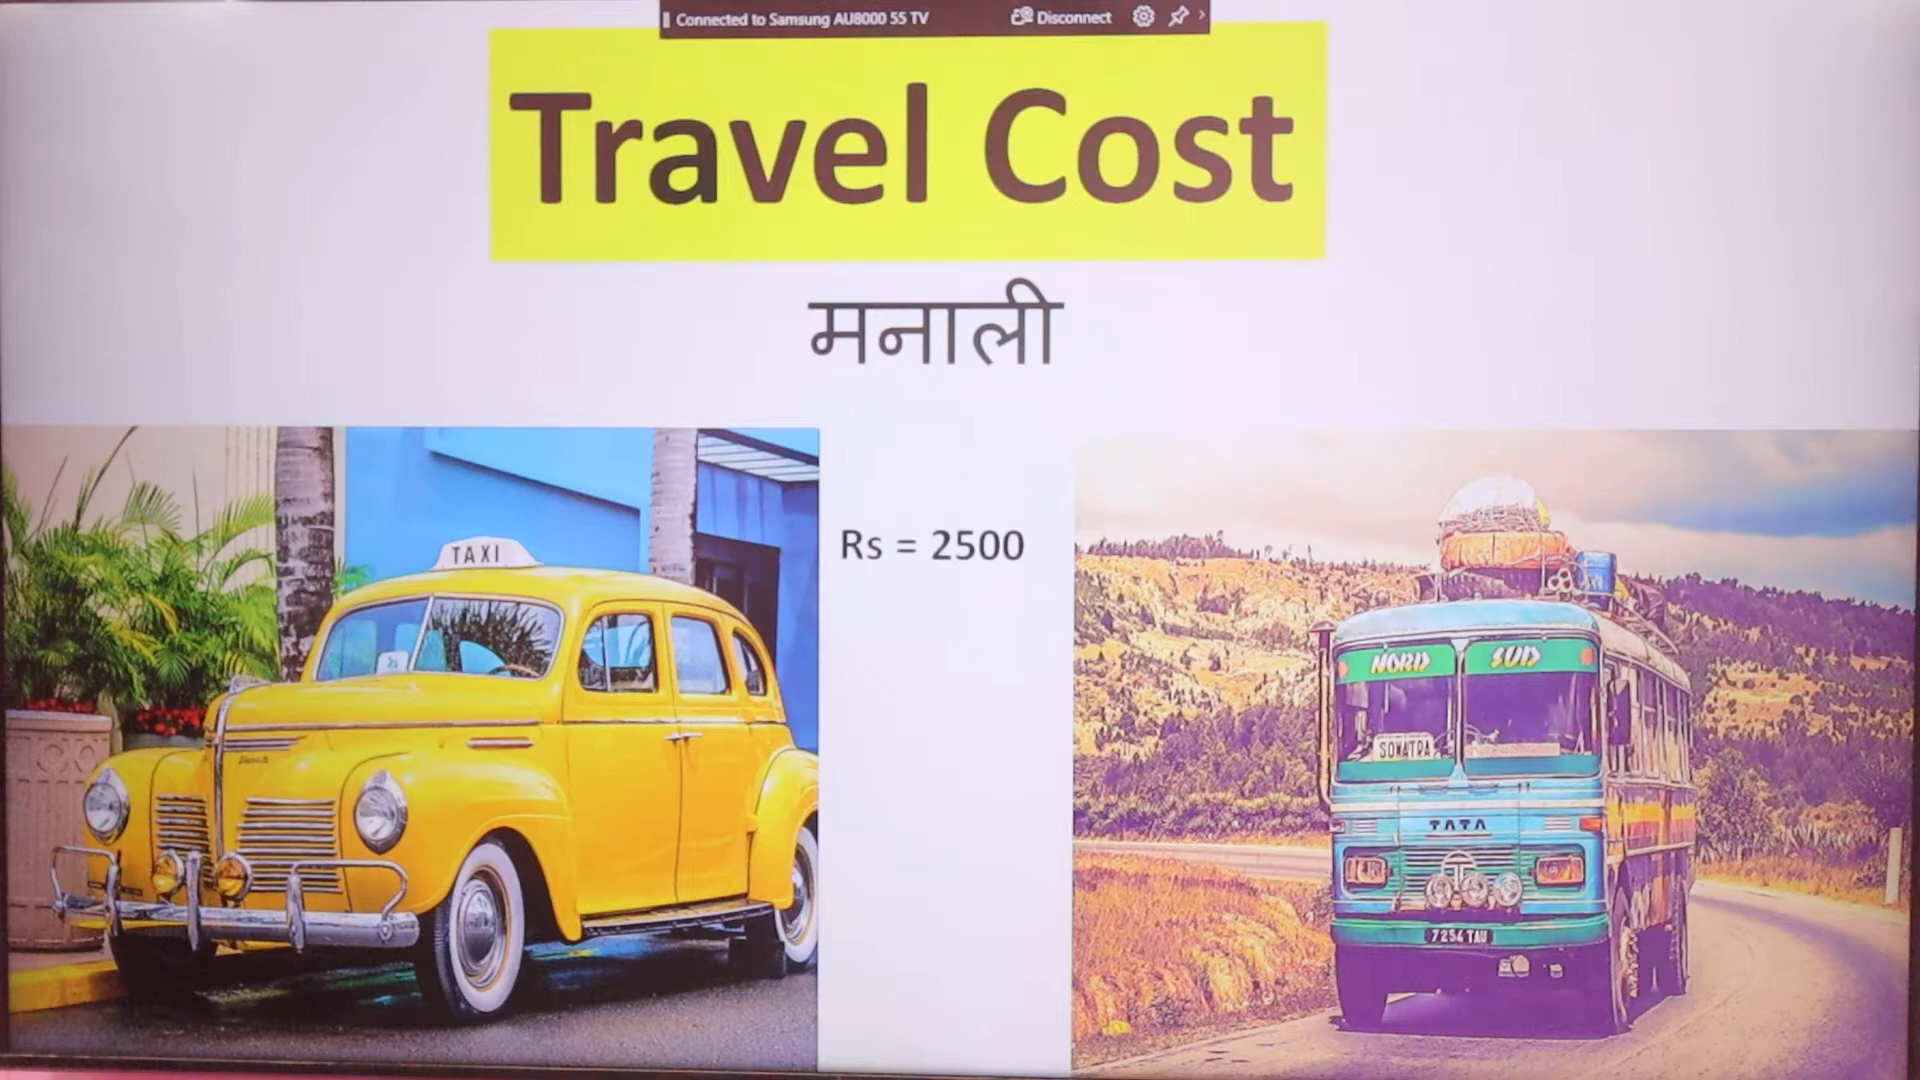 Connected to Samsung AU8000 55 TV Disconnect
Travel Cost
मनाली
TAXI
Rs = 2500
NORD SUD
SOMATRA
TATA
7254 TAU